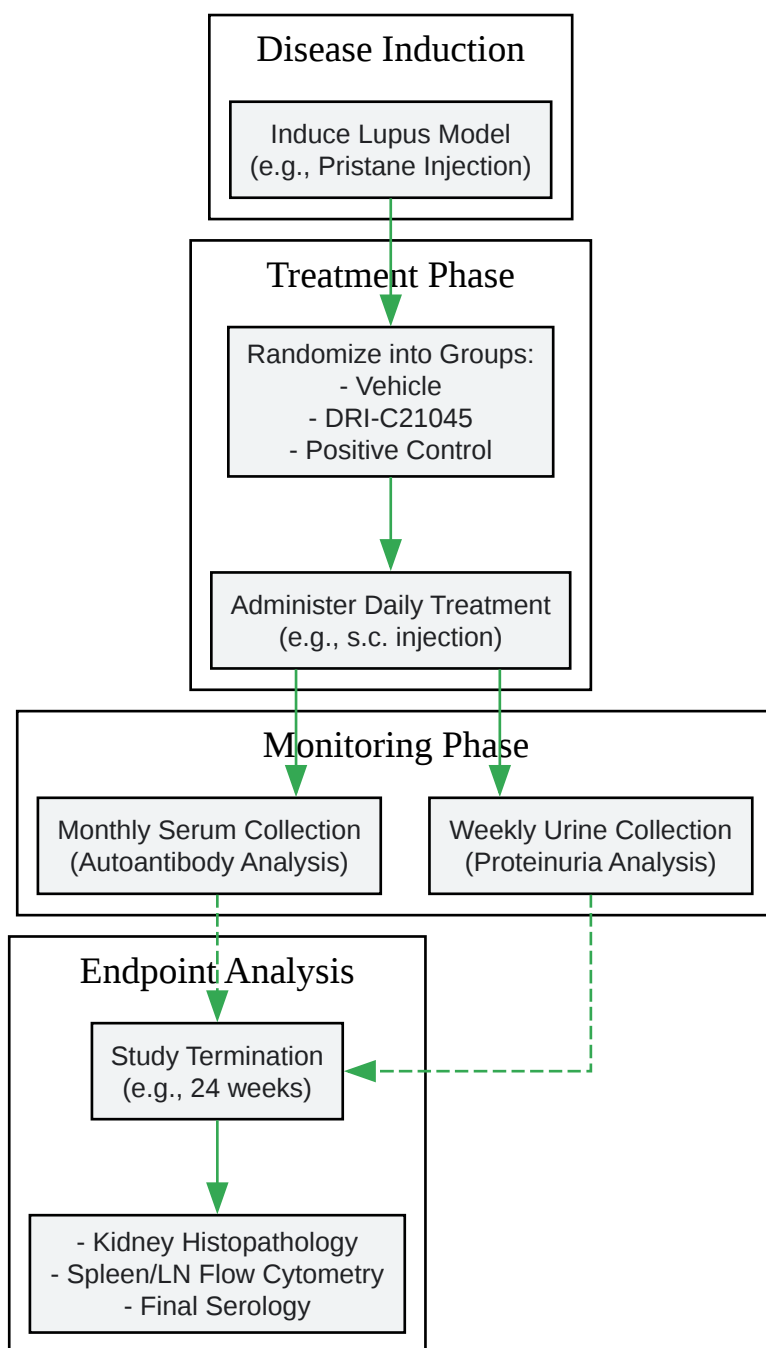 Disease Induction
Induce Lupus Model
(e.g., Pristane Injection)
Treatment Phase
Randomize into Groups:
- Vehicle
- DRI-C21045
- Positive Control
Administer Daily Treatment
(e.g., s.c. injection)
Monitoring Phase
Monthly Serum Collection
(Autoantibody Analysis)
Weekly Urine Collection
(Proteinuria Analysis)
Endpoint Analysis
Study Termination
(e.g., 24 weeks)
- Kidney Histopathology
- Spleen/LN Flow Cytometry
- Final Serology